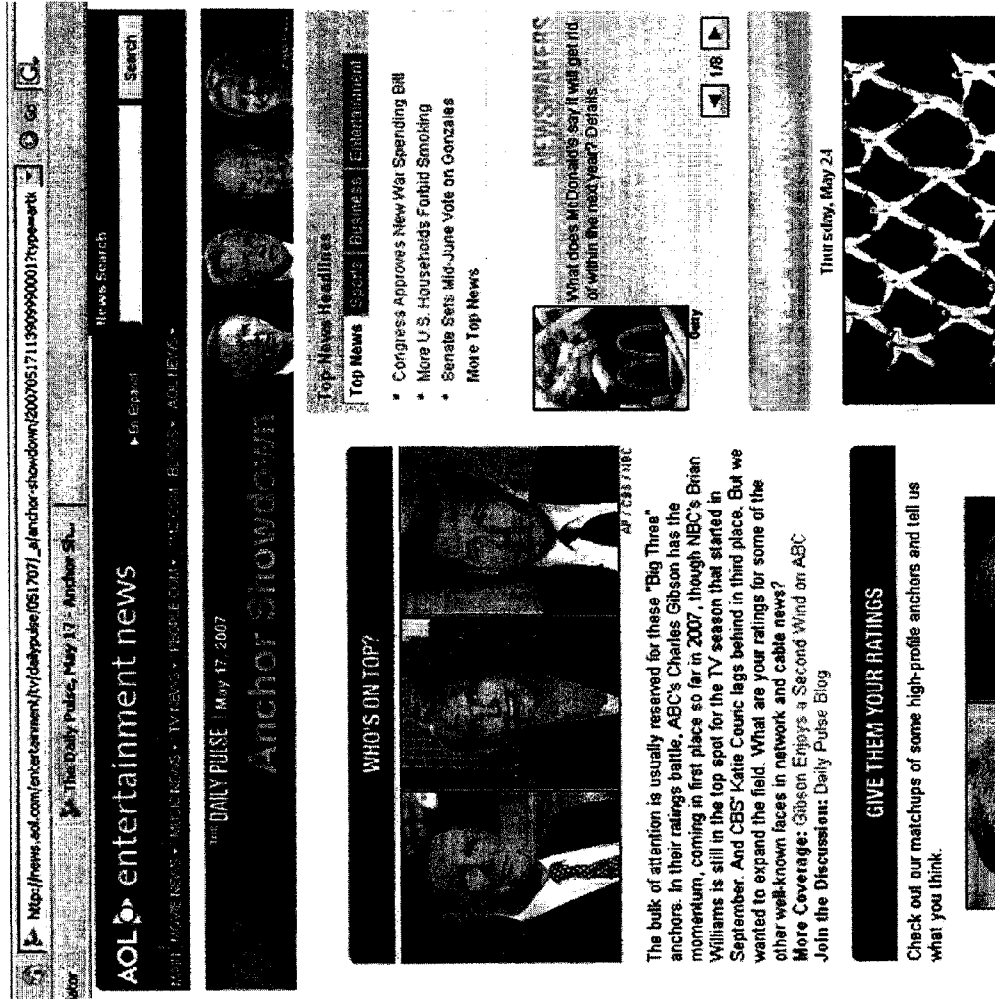 http://news.aol.com/entertainment/tv/dailypulse/051707/_a/anchor-showdown/20070517113909990001?type=artk
Go
The Daily Pulse, May 17 - Anchor Sh...
AOL entertainment news
En Español
News Search
Search
THE DAILY PULSE | May 17, 2007
Anchor Showdown
WHO'S ON TOP?
AP / CBS / NBC
The bulk of attention is usually reserved for these "Big Three"
anchors. In their ratings battle, ABC's Charles Gibson has the
momentum, coming in first place so far in 2007, though NBC's Brian
Williams is still in the top spot for the TV season that started in
September. And CBS' Katie Couric lags behind in third place. But we
wanted to expand the field. What are your ratings for some of the
other well-known faces in network and cable news?
More Coverage: Gibson Enjoys a Second Wind on ABC
Join the Discussion: Daily Pulse Blog
GIVE THEM YOUR RATINGS
Check out our matchups of some high-profile anchors and tell us
what you think.
Top News Headlines
Top News Sports Business Entertainment
Congress Approves New War Spending Bill
More U.S. Households Forbid Smoking
Senate Sets Mid-June Vote on Gonzales
More Top News
NEWSMAKERS
What does McDonald's say it will get rid
of within the next year? Details
Getty
1/8
Thursday, May 24